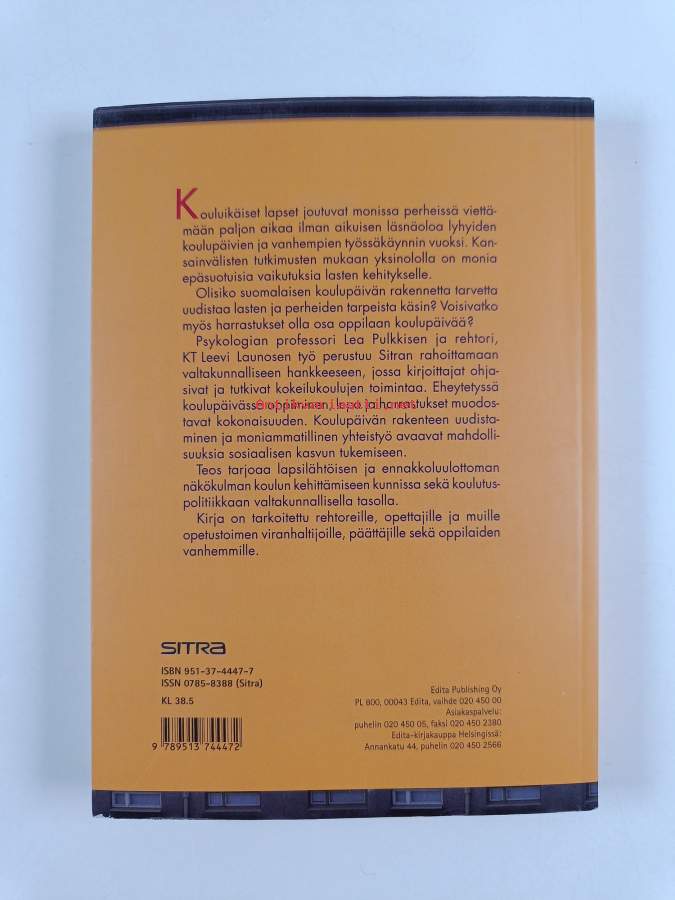 Kouluikäiset lapset joutuvat monissa perheissä viettä-
mään paljon aikaa ilman aikuisen läsnäoloa lyhyiden
koulupäivien ja vanhempien työssäkäynnin vuoksi. Kan-
sainvälisten tutkimusten mukaan yksinololla on monia
epäsuotuisia vaikutuksia lasten kehitykselle.
Olisiko suomalaisen koulupäivän rakennetta tarvetta
uudistaa lasten ja perheiden tarpeista käsin? Voisivatko
myös harrastukset olla osa oppilaan koulupäivää?
Psykologian professori Lea Pulkkisen ja rehtori,
KT Leevi Launosen työ perustuu Sitran rahoittamaan
valtakunnalliseen hankkeeseen, jossa kirjoittajat ohja-
sivat ja tutkivat kokeilukoulujen toimintaa. Eheytetyssä
koulupäivässä oppiminen, lepo ja harrastukset muodos-
Antikvaari.net
tavat kokonaisuuden. Koulupäivän rakenteen uudista-
minen ja moniammatillinen yhteistyö avaavat mahdolli-
suuksia sosiaalisen kasvun tukemiseen.
Teos tarjoaa lapsilähtöisen ja ennakkoluulottoman
näkökulman koulun kehittämiseen kunnissa sekä koulutus-
politiikkaan valtakunnallisella tasolla.
Kirja on tarkoitettu rehtoreille, opettajille ja muille
opetustoimen viranhaltijoille, päättäjille sekä oppilaiden
vanhemmille.
SITRA
ISBN 951-37-4447-7
ISSN 0785-8388 (Sitra)
KL 38.5
9 789513 744472
Edita Publishing Oy
PL 800, 00043 Edita, vaihde 020 450 00
Asiakaspalvelu:
puhelin 020 450 05, faksi 020 450 2380
Edita-kirjakauppa Helsingissä:
Annankatu 44, puhelin 020 450 2566